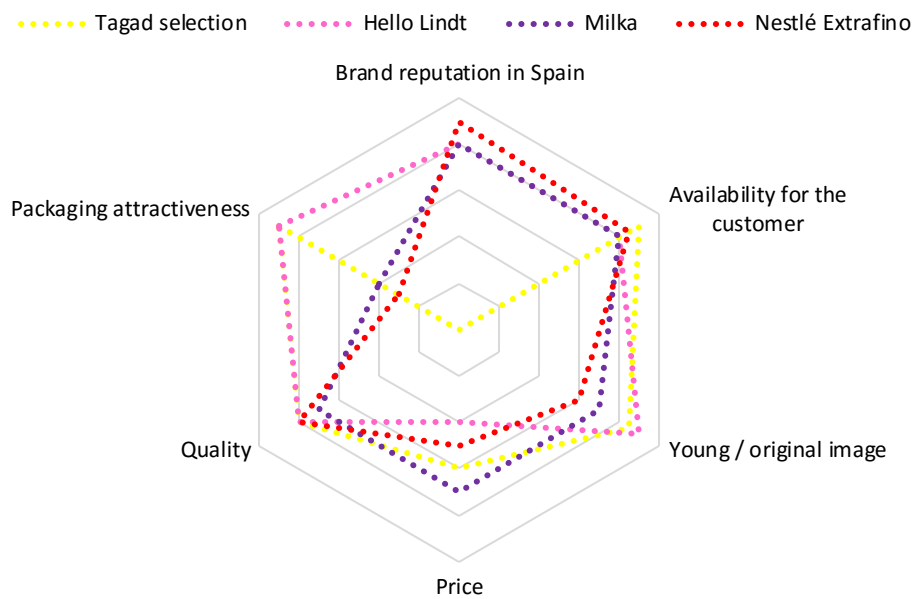 Tagad selection Hello Lindt Milka Nestlé Extrafino
Brand reputation in Spain
Availability for the
customer
Packaging attractiveness
Quality
Young / original image
Price